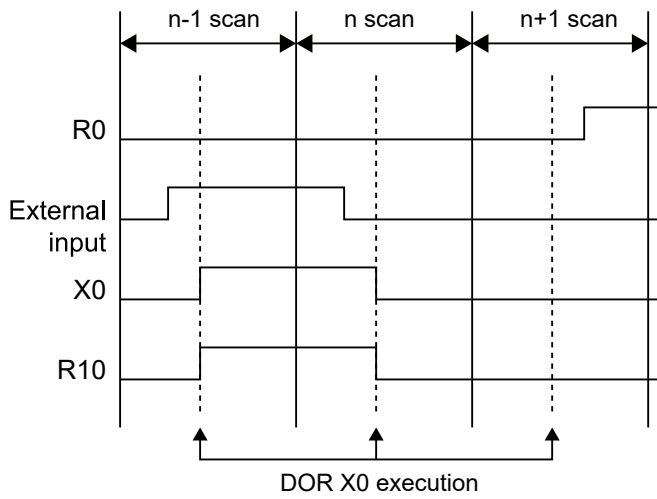 n-1 scan
n scan
n+1 scan
R0
External
input
X0
R10
DOR X0 execution